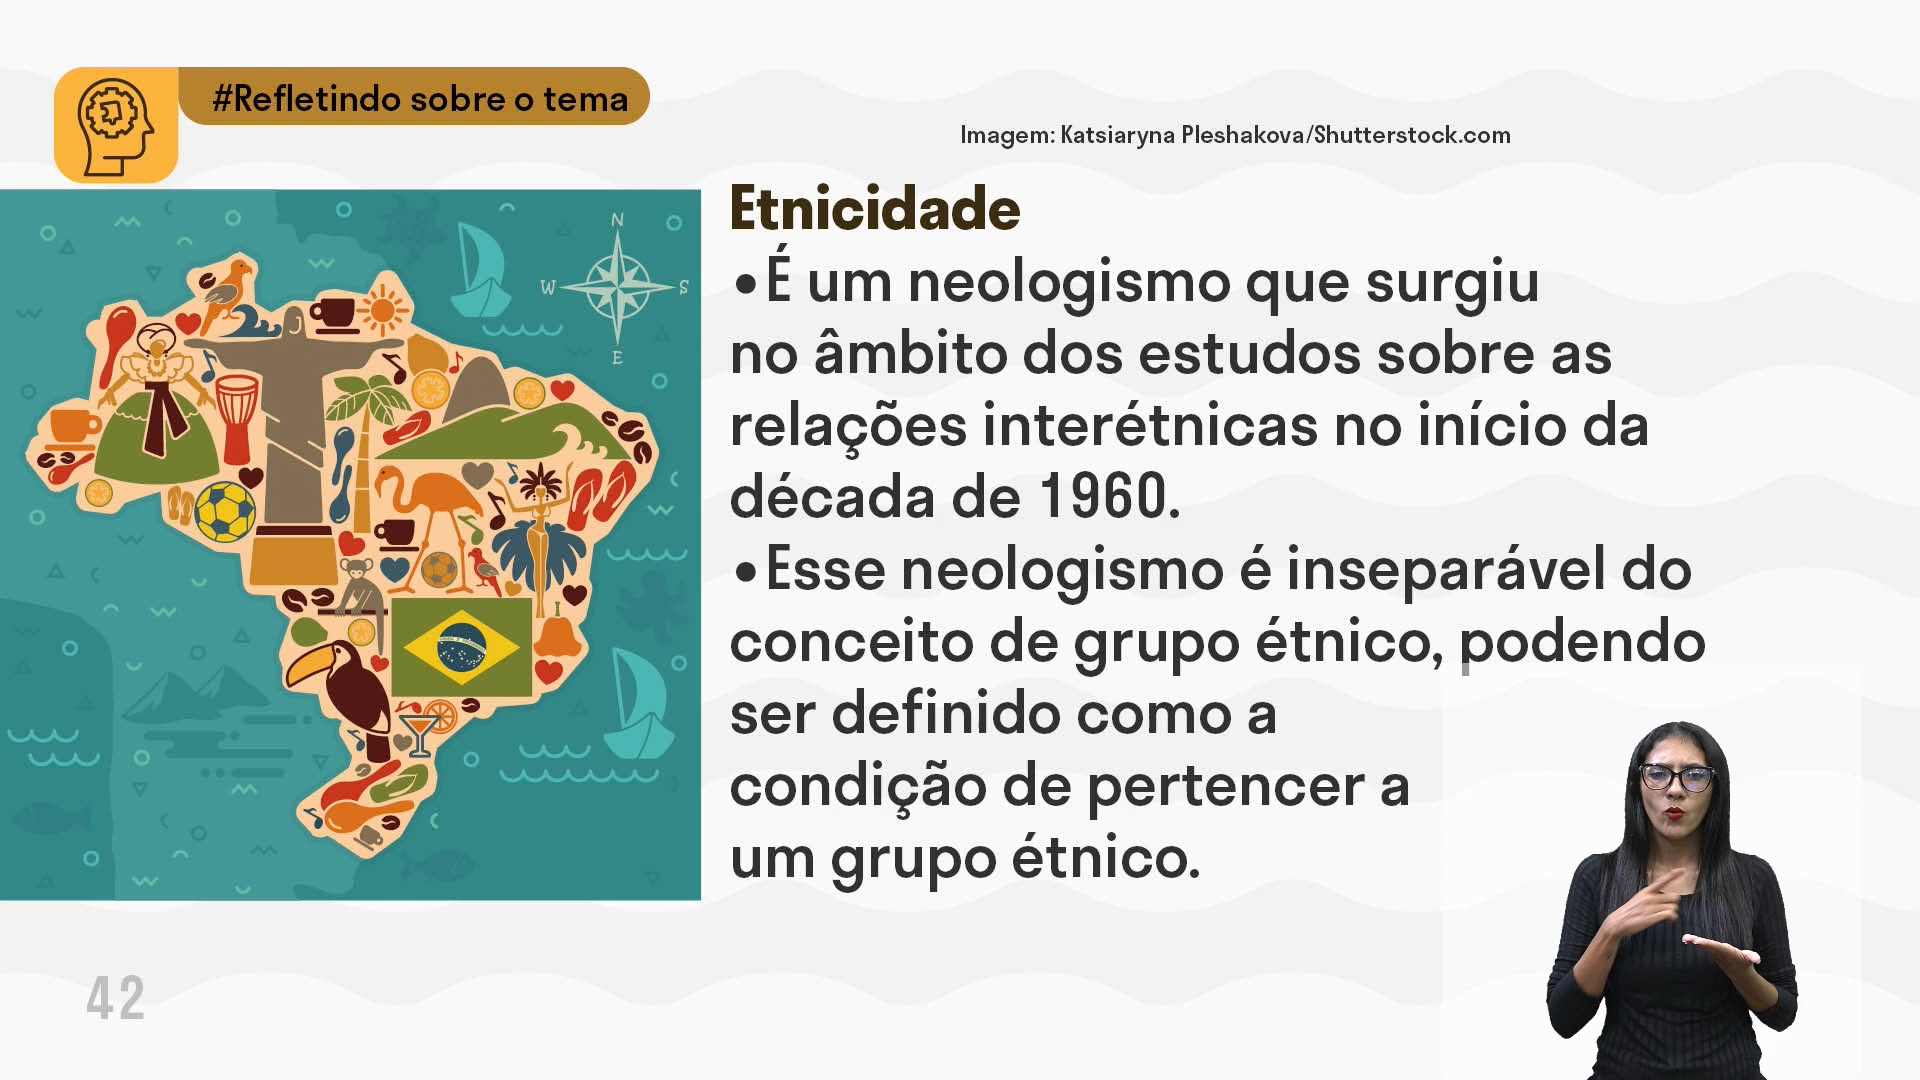 #Refletindo sobre o tema
Imagem: Katsiaryna Pleshakova/Shutterstock.com
N
W S
E
Etnicidade
•É um neologismo que surgiu
no âmbito dos estudos sobre as
relações interétnicas no início da
década de 1960.
•Esse neologismo é inseparável do
conceito de grupo étnico, podendo
ser definido como a
condição de pertencer a
um grupo étnico.
42